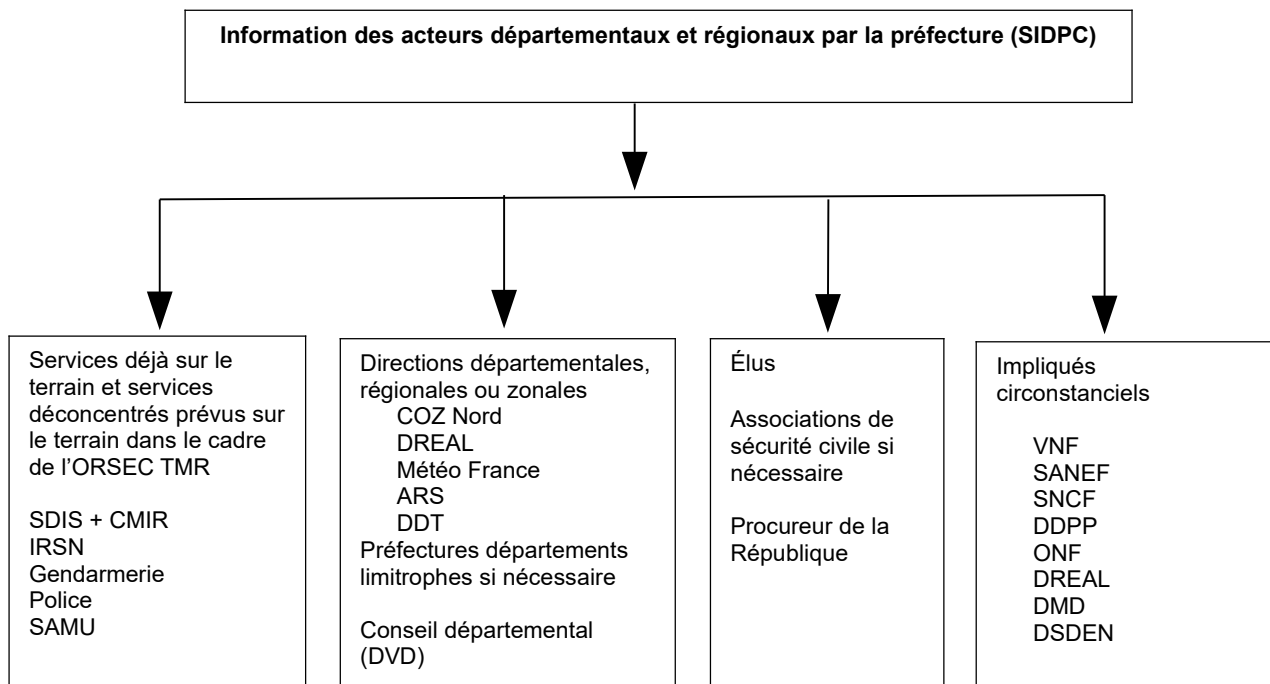 Information des acteurs départementaux et régionaux par la préfecture (SIDPC)
Services déjà sur le
terrain et services
déconcentrés prévus sur
le terrain dans le cadre
de l’ORSEC TMR
SDIS + CMIR
IRSN
Gendarmerie
Police
SAMU
Directions départementales,
régionales ou zonales
COZ Nord
DREAL
Météo France
ARS
DDT
Préfectures départements
limitrophes si nécessaire
Conseil départemental
(DVD)
Élus
Associations de
sécurité civile si
nécessaire
Procureur de la
République
Impliqués
circonstanciels
VNF
SANEF
SNCF
DDPP
ONF
DREAL
DMD
DSDEN